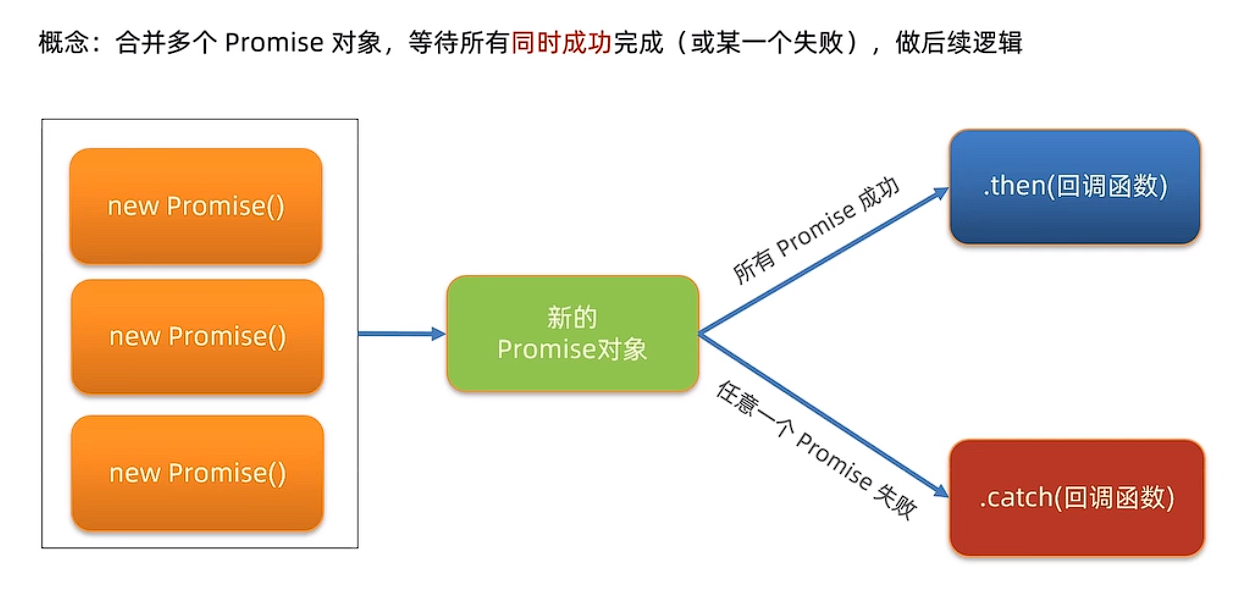 概念：合并多个 Promise 对象，等待所有同时成功完成（或某一个失败），做后续逻辑
new Promise()
new Promise()
new Promise()
新的
Promise对象
所有 Promise 成功
任意一个 Promise 失败
.then(回调函数)
.catch(回调函数)